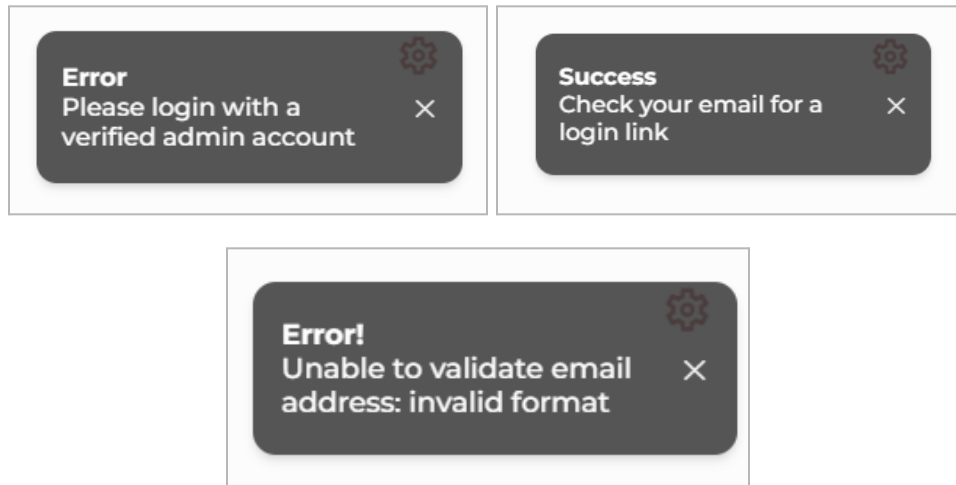 Error
Please login with a
verified admin account
Success
Check your email for a
login link
Error!
Unable to validate email
address: invalid format